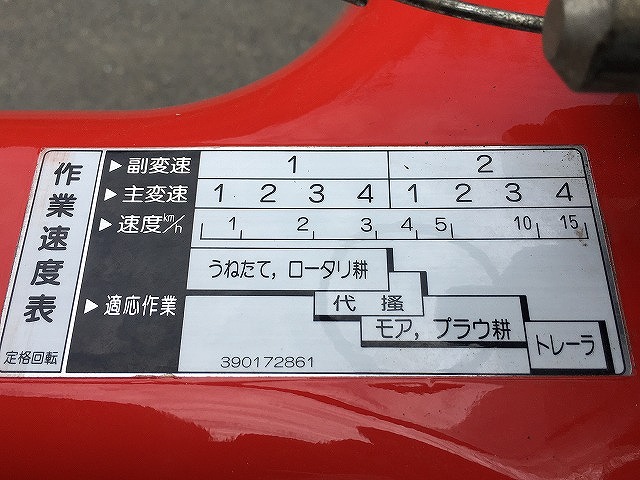 作業速度表
定格回転
▶副変速 1 2
▶主変速 1 2 3 4 1 2 3 4
▶速度km/h 1 2 3 4 5 10 15
▶適応作業
うねたて，ロータリ耕
代掻
モア，プラウ耕
トレーラ
390172861